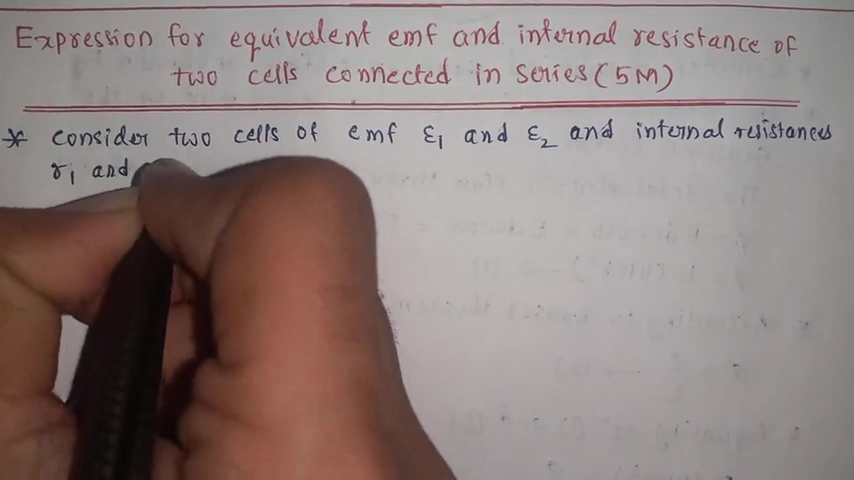 Expression for equivalent emf and internal resistance of
two cells connected in series (5M)
* consider two cells of emf ε₁ and ε₂ and internal resistances
r₁ and